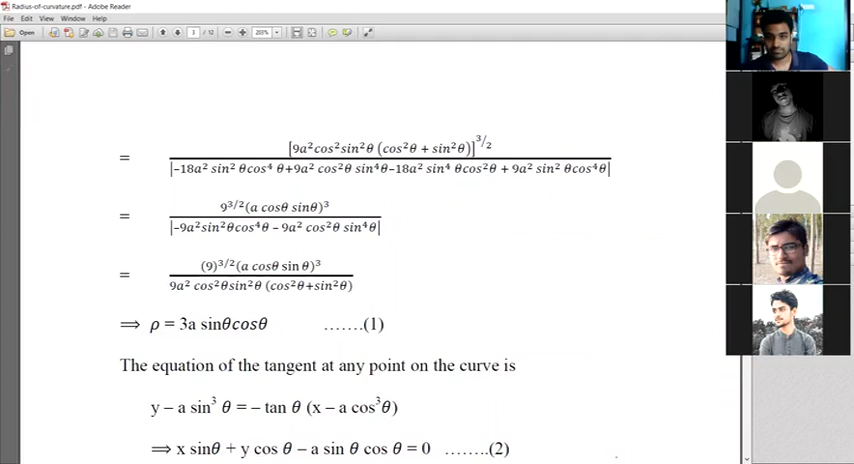 Radius-of-curvature.pdf - Adobe Reader
File Edit View Window Help
Open 3 / 12 203%
= [9a²cos²sin²θ (cos²θ + sin²θ)]^3/2
|-18a² sin² θcos⁴ θ+9a² cos²θ sin⁴θ–18a² sin⁴ θcos²θ + 9a² sin² θcos⁴θ|
= 9^3/2(a cosθ sinθ)³
|-9a²sin²θcos⁴θ – 9a² cos²θ sin⁴θ|
= (9)^3/2(a cosθ sin θ)³
9a² cos²θsin²θ (cos²θ+sin²θ)
⟹ ρ = 3a sinθcosθ .......(1)
The equation of the tangent at any point on the curve is
y – a sin³ θ = – tan θ (x – a cos³θ)
⟹ x sinθ + y cos θ – a sin θ cos θ = 0 ........(2)